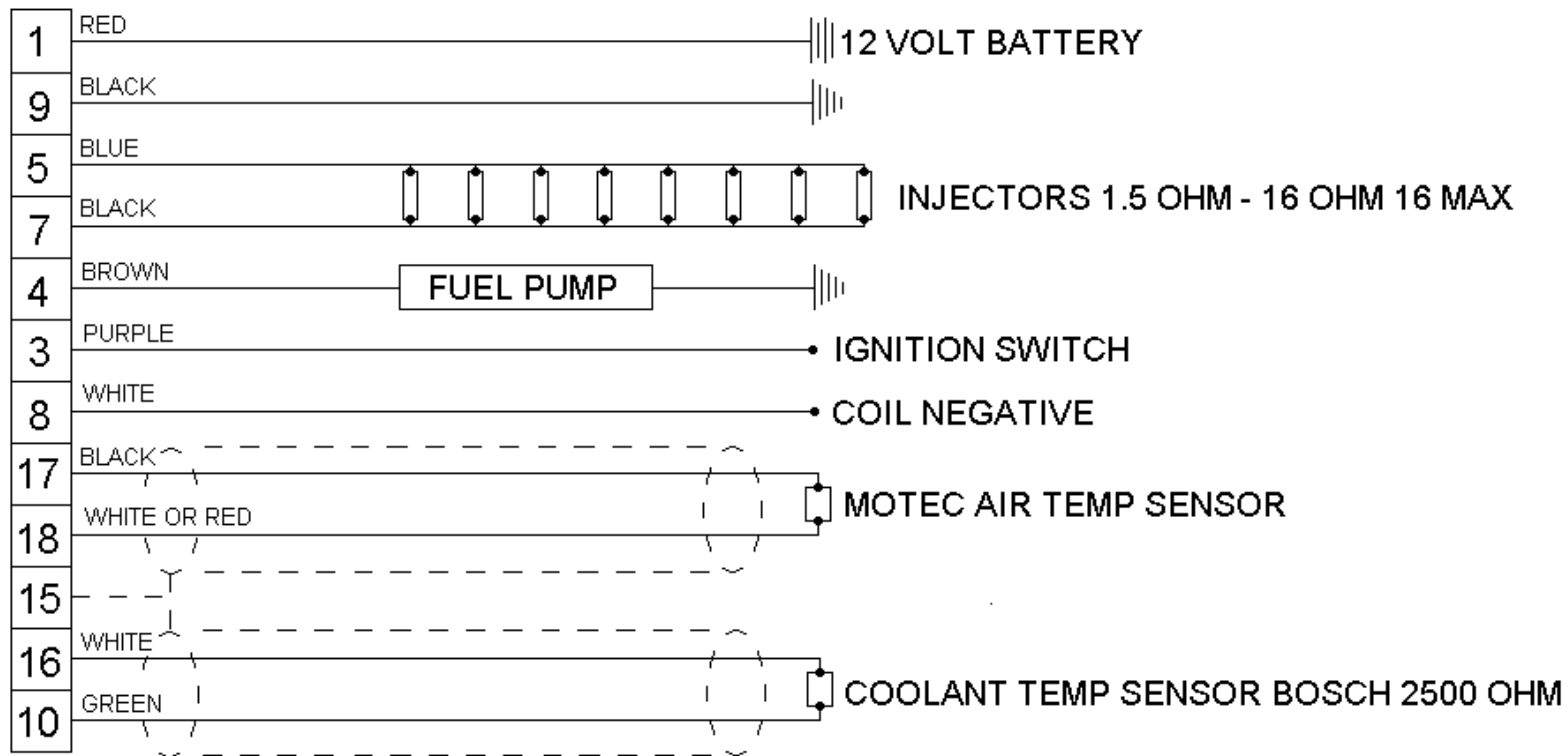 1 RED 12 VOLT BATTERY
9 BLACK
5 BLUE
INJECTORS 1.5 OHM - 16 OHM 16 MAX
7 BLACK
4 BROWN FUEL PUMP
3 PURPLE IGNITION SWITCH
8 WHITE COIL NEGATIVE
17 BLACK
MOTEC AIR TEMP SENSOR
18 WHITE OR RED
15
16 WHITE
COOLANT TEMP SENSOR BOSCH 2500 OHM
10 GREEN